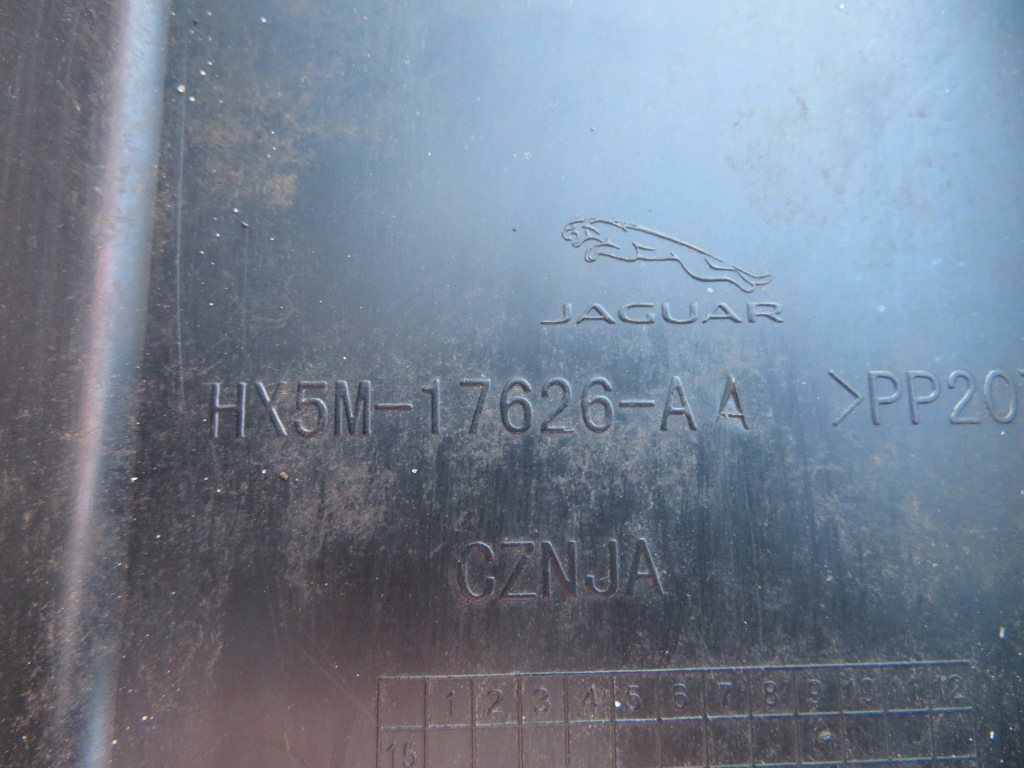 JAGUAR
HX5M-17626-AA >PP20
CZNJA
1 2 3 4 5 6 7 8 9 10 11 12
15